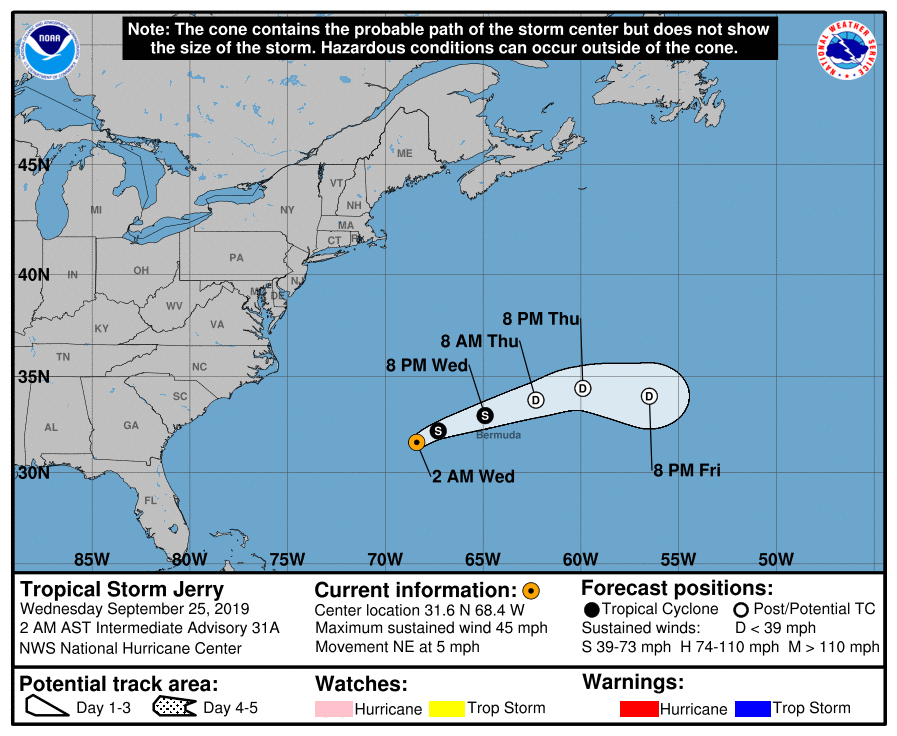 Note: The cone contains the probable path of the storm center but does not show
the size of the storm. Hazardous conditions can occur outside of the cone.
NOAA
NATIONAL WEATHER SERVICE
45N
40N
35N
30N
ME
VT
NH
MA
CT
NY
MI
PA
NJ
DE
OH
IN
WV
VA
KY
NC
TN
SC
AL
GA
FL
8 PM Thu
8 AM Thu
8 PM Wed
D
D
D
S
S
Bermuda
2 AM Wed
8 PM Fri
85W
80W
75W
70W
65W
60W
55W
50W
Tropical Storm Jerry
Wednesday September 25, 2019
2 AM AST Intermediate Advisory 31A
NWS National Hurricane Center
Current information:
Center location 31.6 N 68.4 W
Maximum sustained wind 45 mph
Movement NE at 5 mph
Forecast positions:
Tropical Cyclone Post/Potential TC
Sustained winds: D < 39 mph
S 39-73 mph H 74-110 mph M > 110 mph
Potential track area:
Day 1-3 Day 4-5
Watches:
Hurricane Trop Storm
Warnings:
Hurricane Trop Storm